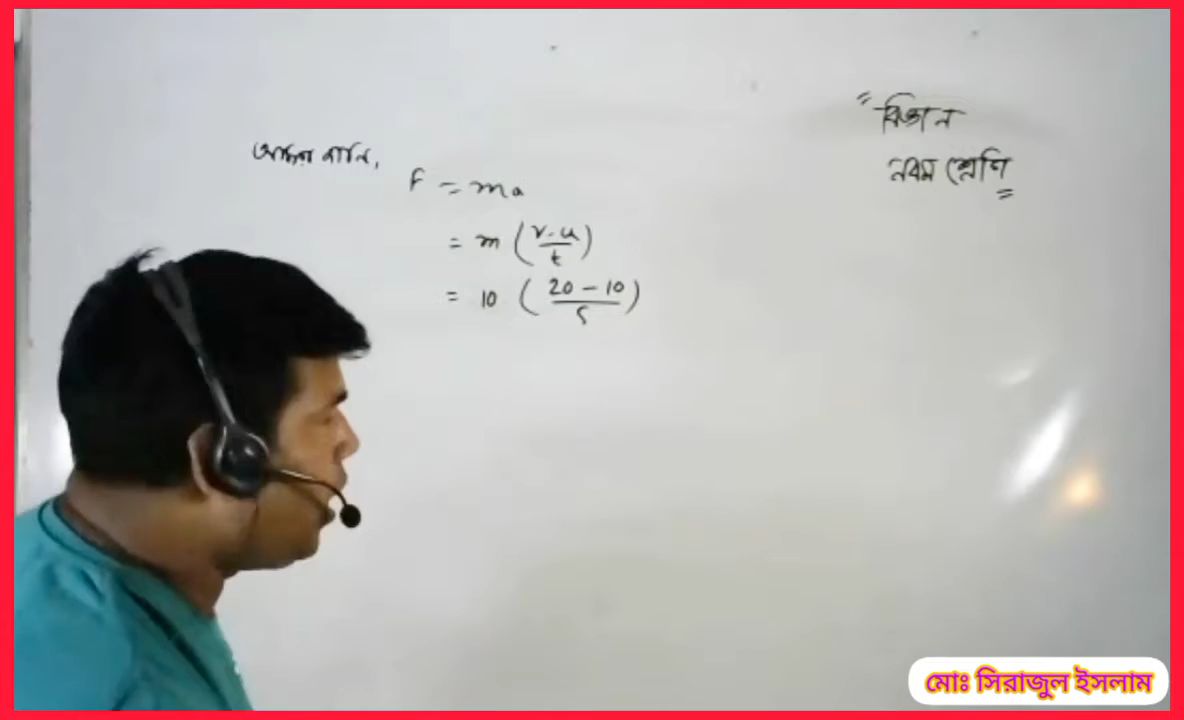 "বিজ্ঞান
নবম শ্রেণি"
আমরা জানি,
F = ma
= m (v-u/t)
= 10 (20 - 10/5)
মোঃ সিরাজুল ইসলাম